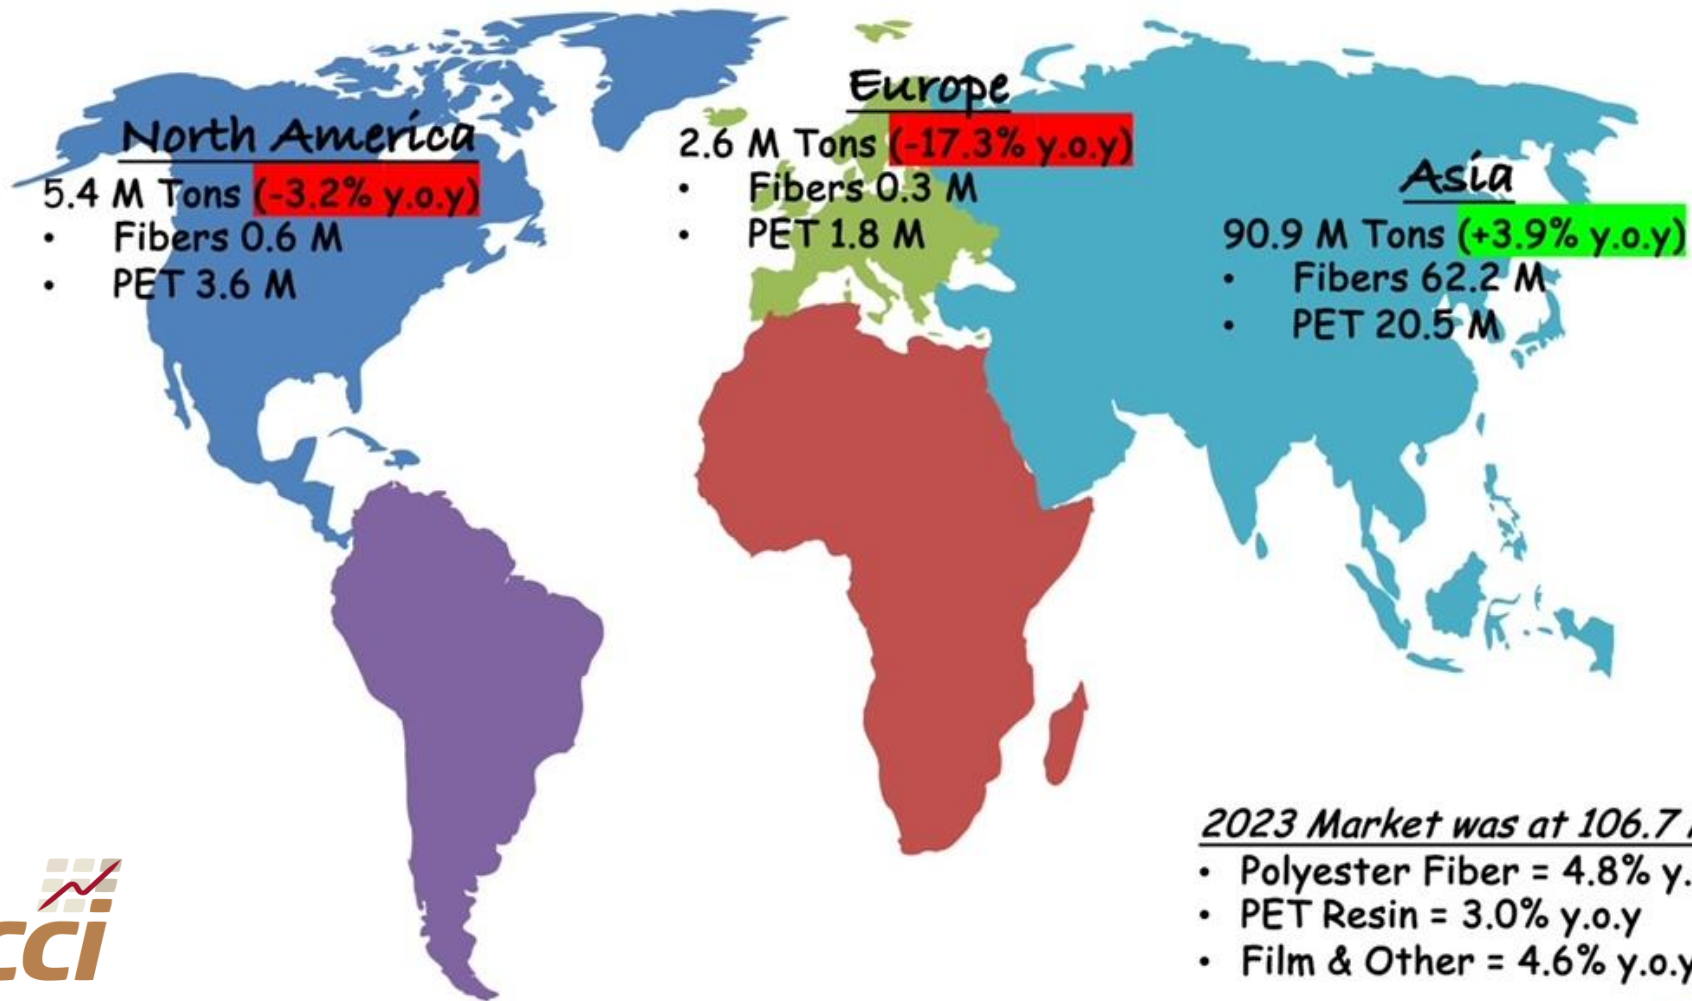 North America
5.4 M Tons (-3.2% y.o.y)
• Fibers 0.6 M
• PET 3.6 M
Europe
2.6 M Tons (-17.3% y.o.y)
• Fibers 0.3 M
• PET 1.8 M
Asia
90.9 M Tons (+3.9% y.o.y)
• Fibers 62.2 M
• PET 20.5 M
2023 Market was at 106.7
• Polyester Fiber = 4.8% y.
• PET Resin = 3.0% y.o.y
• Film & Other = 4.6% y.o.y
cci